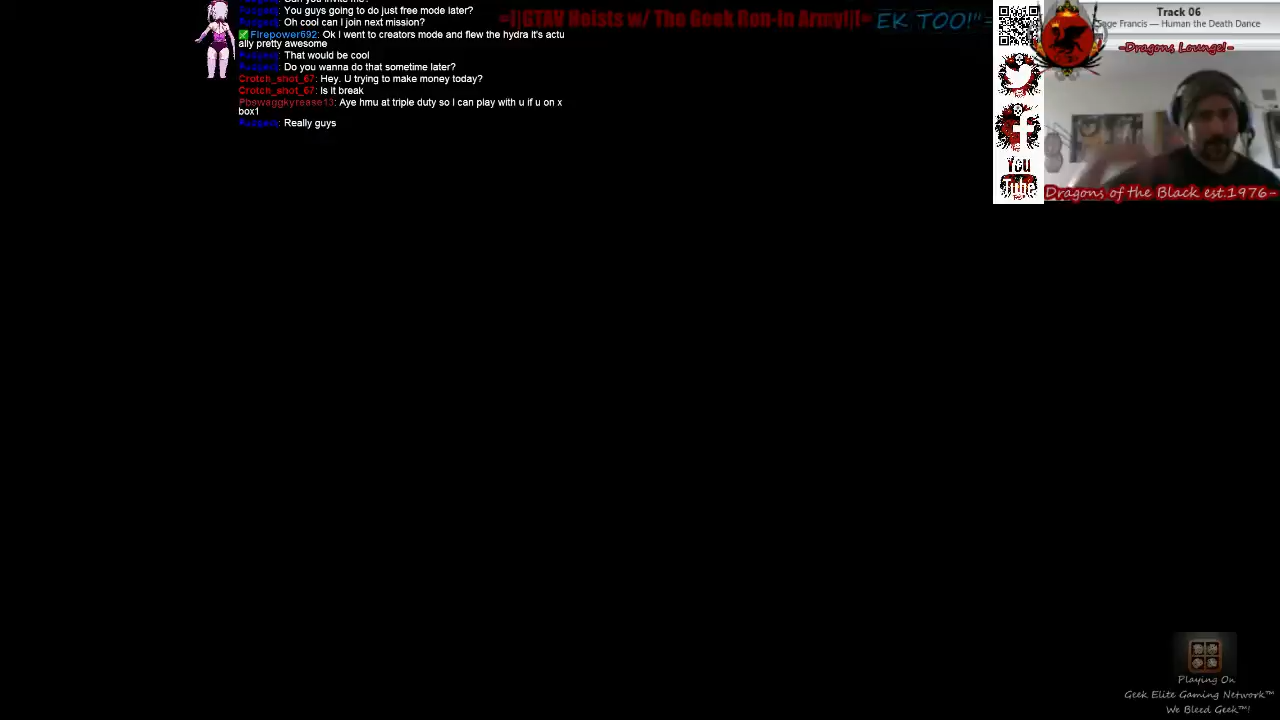 You guys going to do just free mode later?
Oh cool can I join next mission?
Firepower692: Ok I went to creators mode and flew the hydra it's actu
ally pretty awesome
That would be cool
Do you wanna do that sometime later?
Crotch_shot_67: Hey. U trying to make money today?
Crotch_shot_67: Is it break
Pbswaggkyrease13: Aye hmu at triple duty so I can play with u if u on x
box1
Really guys
=||GTAV Heists w/ The Geek Ron-In Army!||=
EK TOO!"=
Track 06
Sage Francis — Human the Death Dance
-Dragons Lounge!-
You
Tube
Dragons of the Black est.1976-
Playing On
Geek Elite Gaming Network™
We Bleed Geek™!